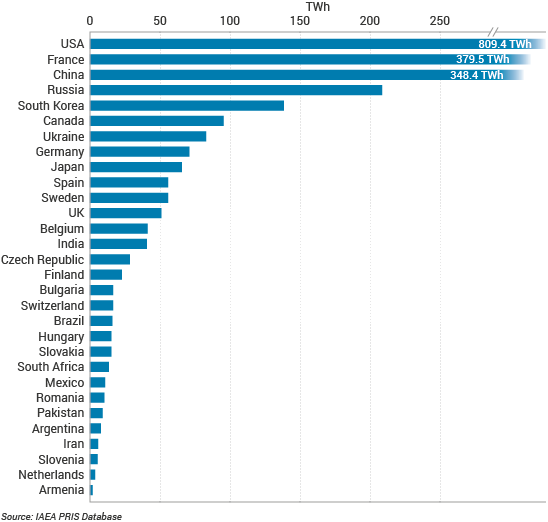 TWh
0 50 100 150 200 250
USA 809.4 TWh
France 379.5 TWh
China 348.4 TWh
Russia
South Korea
Canada
Ukraine
Germany
Japan
Spain
Sweden
UK
Belgium
India
Czech Republic
Finland
Bulgaria
Switzerland
Brazil
Hungary
Slovakia
South Africa
Mexico
Romania
Pakistan
Argentina
Iran
Slovenia
Netherlands
Armenia
Source: IAEA PRIS Database